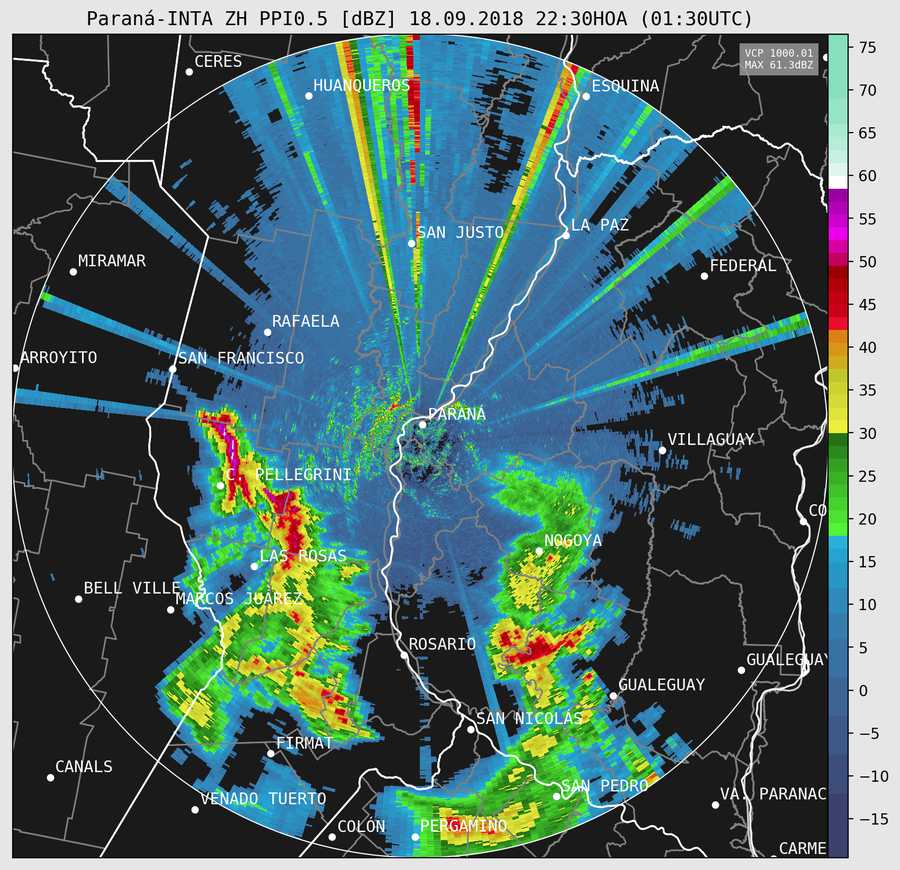 Paraná-INTA ZH PPI0.5 [dBZ] 18.09.2018 22:30HOA (01:30UTC)
VCP 1000.01
MAX 61.3dBZ
75
70
65
60
55
50
45
40
35
30
25
20
15
10
5
0
−5
−10
−15
CERES
HUANQUEROS
ESQUINA
SAN JUSTO
LA PAZ
MIRAMAR
FEDERAL
RAFAELA
ARROYITO
SAN FRANCISCO
PARANÁ
VILLAGUAY
C. PELLEGRINI
CO
NOGOYA
LAS ROSAS
BELL VILLE
MARCOS JUAREZ
ROSARIO
GUALEGUAY
GUALEGUAY
SAN NICOLAS
FIRMAT
CANALS
SAN PEDRO
VENADO TUERTO
VA. PARANAC
COLÓN
PERGAMINO
CARME